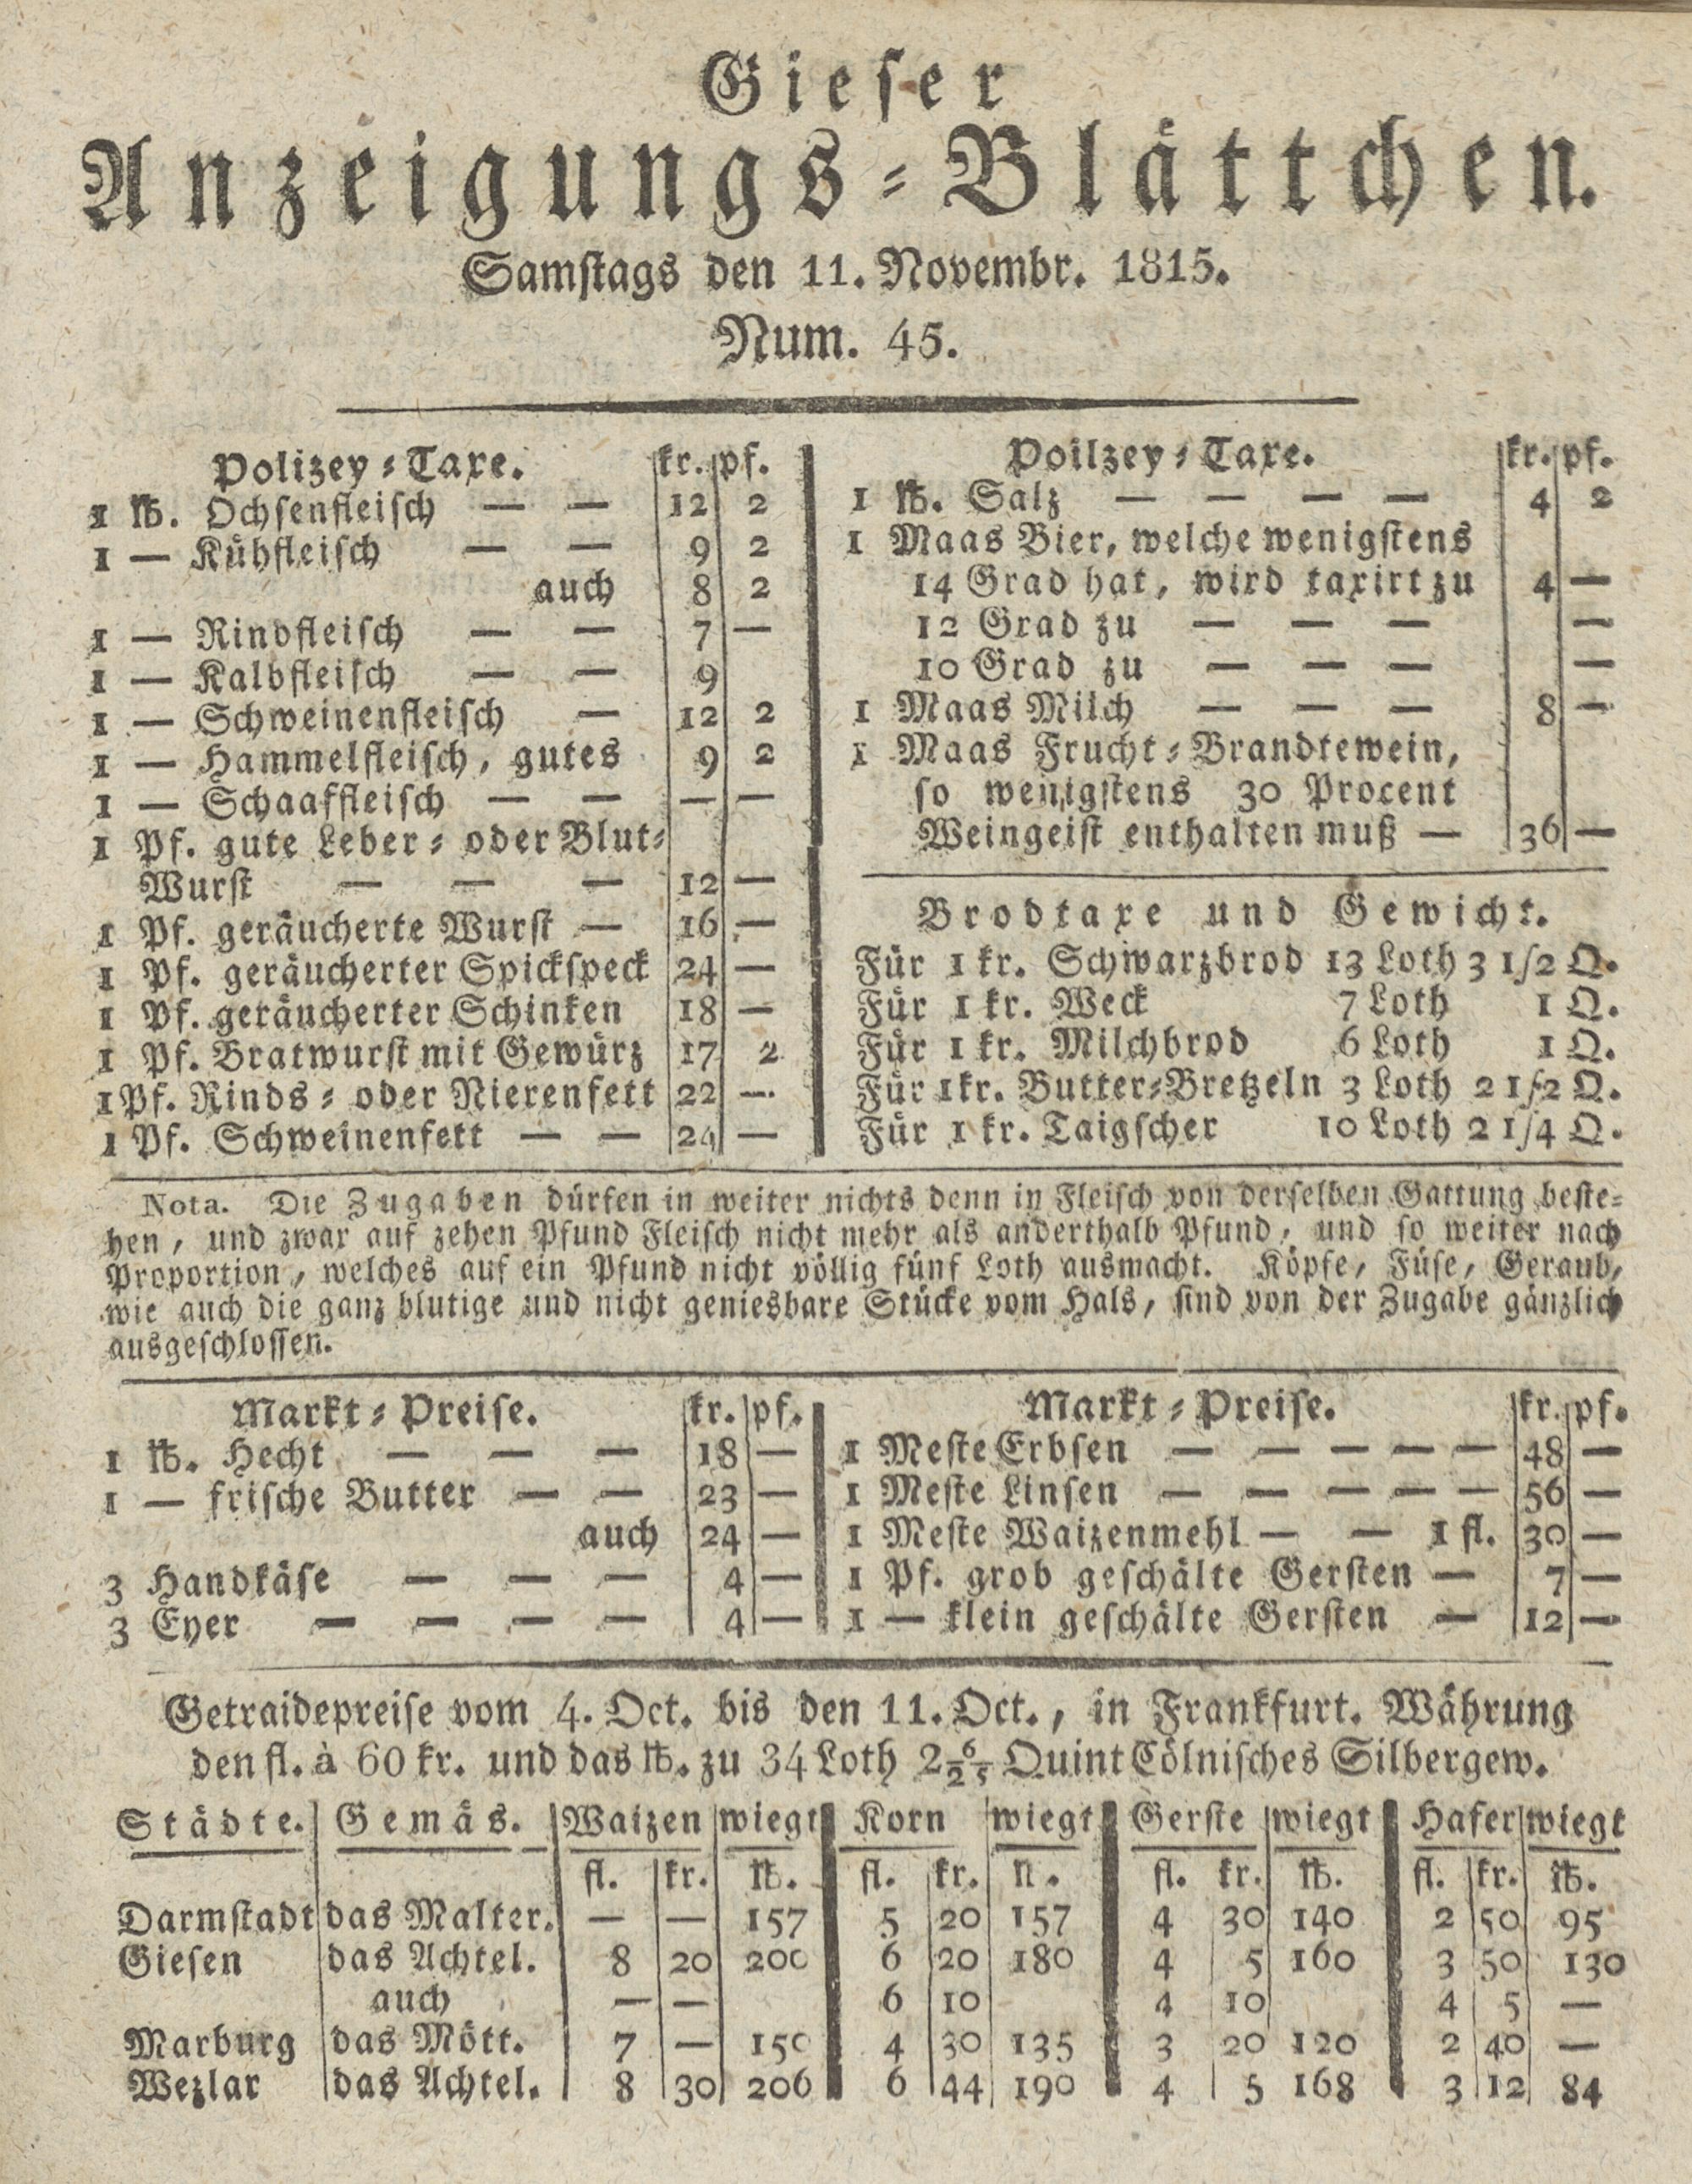 Gieser
Anzeigungs-Blättchen.
Samstags den 11. Novembr. 1815.
Num. 45.
Polizey-Taxe. kr. pf.
1 ℔. Ochsenfleisch — — 12 2
1 — Kühfleisch — — 9 2
auch 8 2
1 — Rindfleisch — — 7 —
1 — Kalbfleisch — — 9
1 — Schweinenfleisch — 12 2
1 — Hammelfleisch, gutes 9 2
1 — Schaaffleisch — — — —
1 Pf. gute Leber- oder Blut-
Wurst — — — 12 —
1 Pf. geräucherte Wurst — 16 —
1 Pf. geräucherter Spickspeck 24 —
1 Pf. geräucherter Schinken 18 —
1 Pf. Bratwurst mit Gewürz 17 2
1 Pf. Rinds- oder Nierenfett 22 —
1 Pf. Schweinenfett — — 24 —
Poilzey-Taxe. kr. pf.
1 ℔. Salz — — — — 4 2
1 Maas Bier, welche wenigstens
14 Grad hat, wird taxirt zu 4 —
12 Grad zu — — — —
10 Grad zu — — — —
1 Maas Milch — — — 8 —
1 Maas Frucht-Brandtewein,
so wenigstens 30 Procent
Weingeist enthalten muß — 36 —
Brodtaxe und Gewicht.
Für 1 kr. Schwarzbrod 13 Loth 3 1/2 Q.
Für 1 kr. Weck 7 Loth 1 Q.
Für 1 kr. Milchbrod 6 Loth 1 Q.
Für 1 kr. Butter-Bretzeln 3 Loth 2 1/2 Q.
Für 1 kr. Taigscher 10 Loth 2 1/4 Q.
Nota. Die Zugaben dürfen in weiter nichts denn in Fleisch von derselben Gattung beste-
hen, und zwar auf zehen Pfund Fleisch nicht mehr als anderthalb Pfund, und so weiter nach
Proportion, welches auf ein Pfund nicht völlig fünf Loth ausmacht. Köpfe, Füse, Geraub,
wie auch die ganz blutige und nicht geniesbare Stücke vom Hals, sind von der Zugabe gänzlich
ausgeschlossen.
Markt-Preise. kr. pf.
1 ℔. Hecht — — — 18 —
1 — frische Butter — — 23 —
auch 24 —
3 Handkäse — — — 4 —
3 Eyer — — — — 4 —
Markt-Preise. kr. pf.
1 Meste Erbsen — — — — — 48 —
1 Meste Linsen — — — — — 56 —
1 Meste Waizenmehl — — 1 fl. 30 —
1 Pf. grob geschälte Gersten — 7 —
1 — klein geschälte Gersten — 12 —
Getraidepreise vom 4. Oct. bis den 11. Oct., in Frankfurt. Währung
den fl. à 60 kr. und das ℔. zu 34 Loth 2 6/25 Quint Cölnisches Silbergew.
Städte. Gemäs. Waizen wiegt Korn wiegt Gerste wiegt Hafer wiegt
fl. kr. ℔. fl. kr. ℔. fl. kr. ℔. fl. kr. ℔.
Darmstadt das Malter. — — 157 5 20 157 4 30 140 2 50 95
Giesen das Achtel. 8 20 200 6 20 180 4 5 160 3 50 130
auch — — 6 10 4 10 4 5 —
Marburg das Mött. 7 — 150 4 30 135 3 20 120 2 40 —
Wezlar das Achtel. 8 30 206 6 44 190 4 5 168 3 12 84